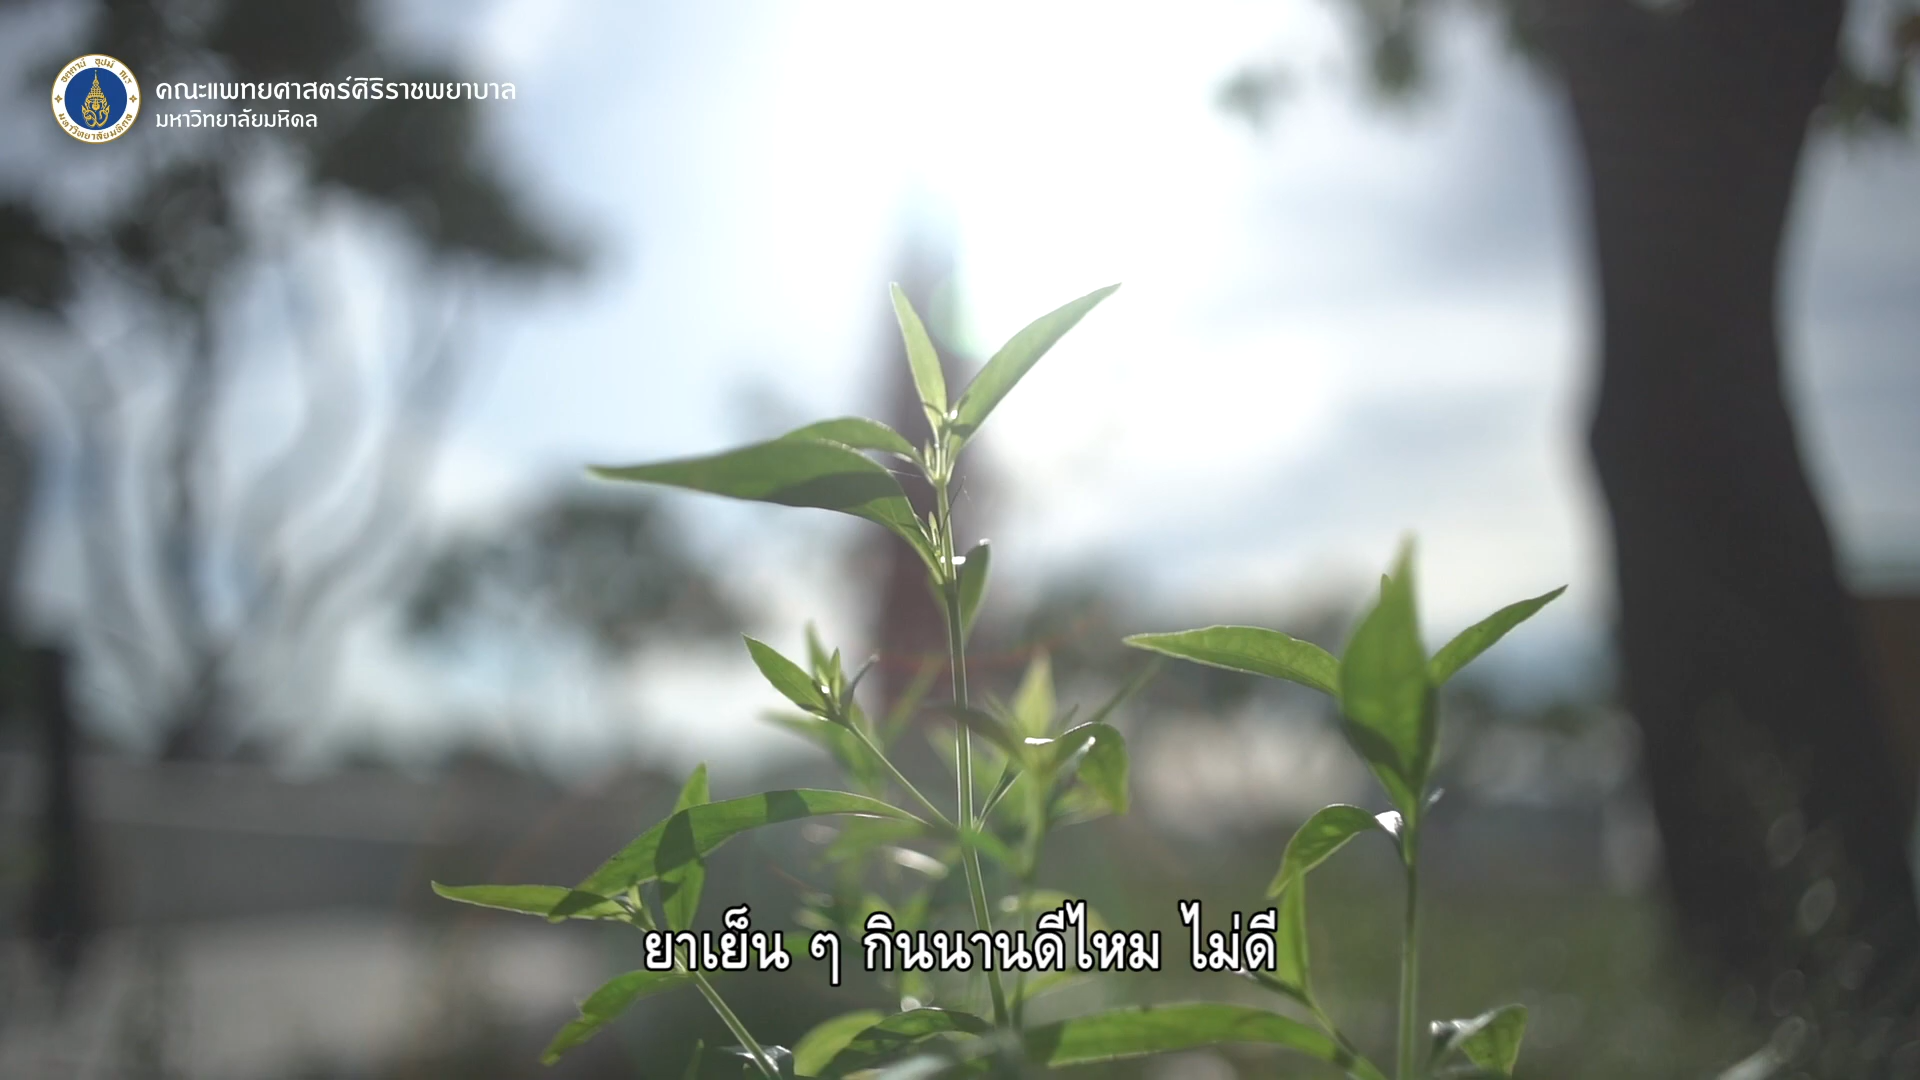 คณะแพทยศาสตร์ศิริราชพยาบาล
มหาวิทยาลัยมหิดล
ยาเย็น ๆ กินนานดีไหม ไม่ดี